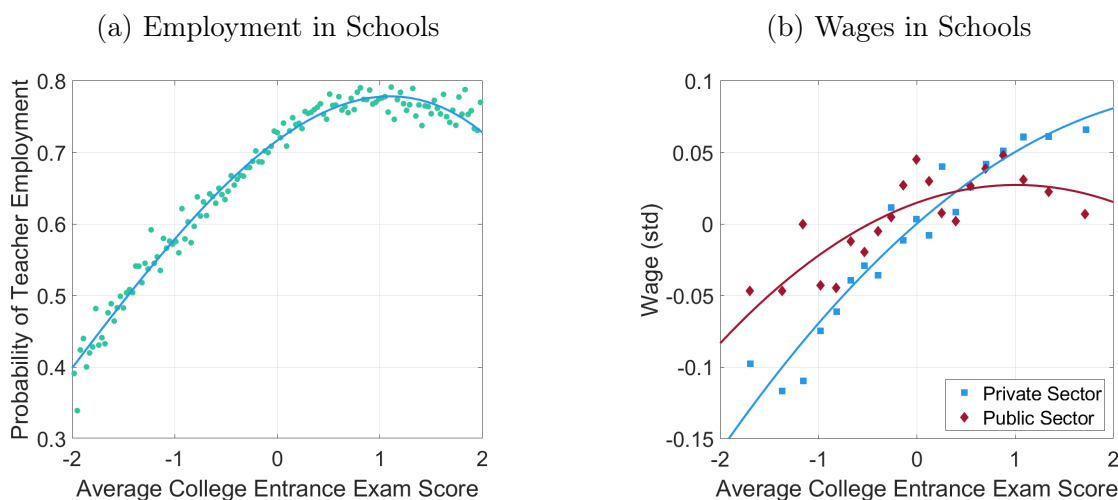 (a) Employment in Schools
Probability of Teacher Employment
0.8
0.7
0.6
0.5
0.4
0.3
-2
-1
0
1
2
Average College Entrance Exam Score
(b) Wages in Schools
Wage (std)
0.1
0.05
0
-0.05
-0.1
-0.15
Private Sector
Public Sector
-2
-1
0
1
2
Average College Entrance Exam Score